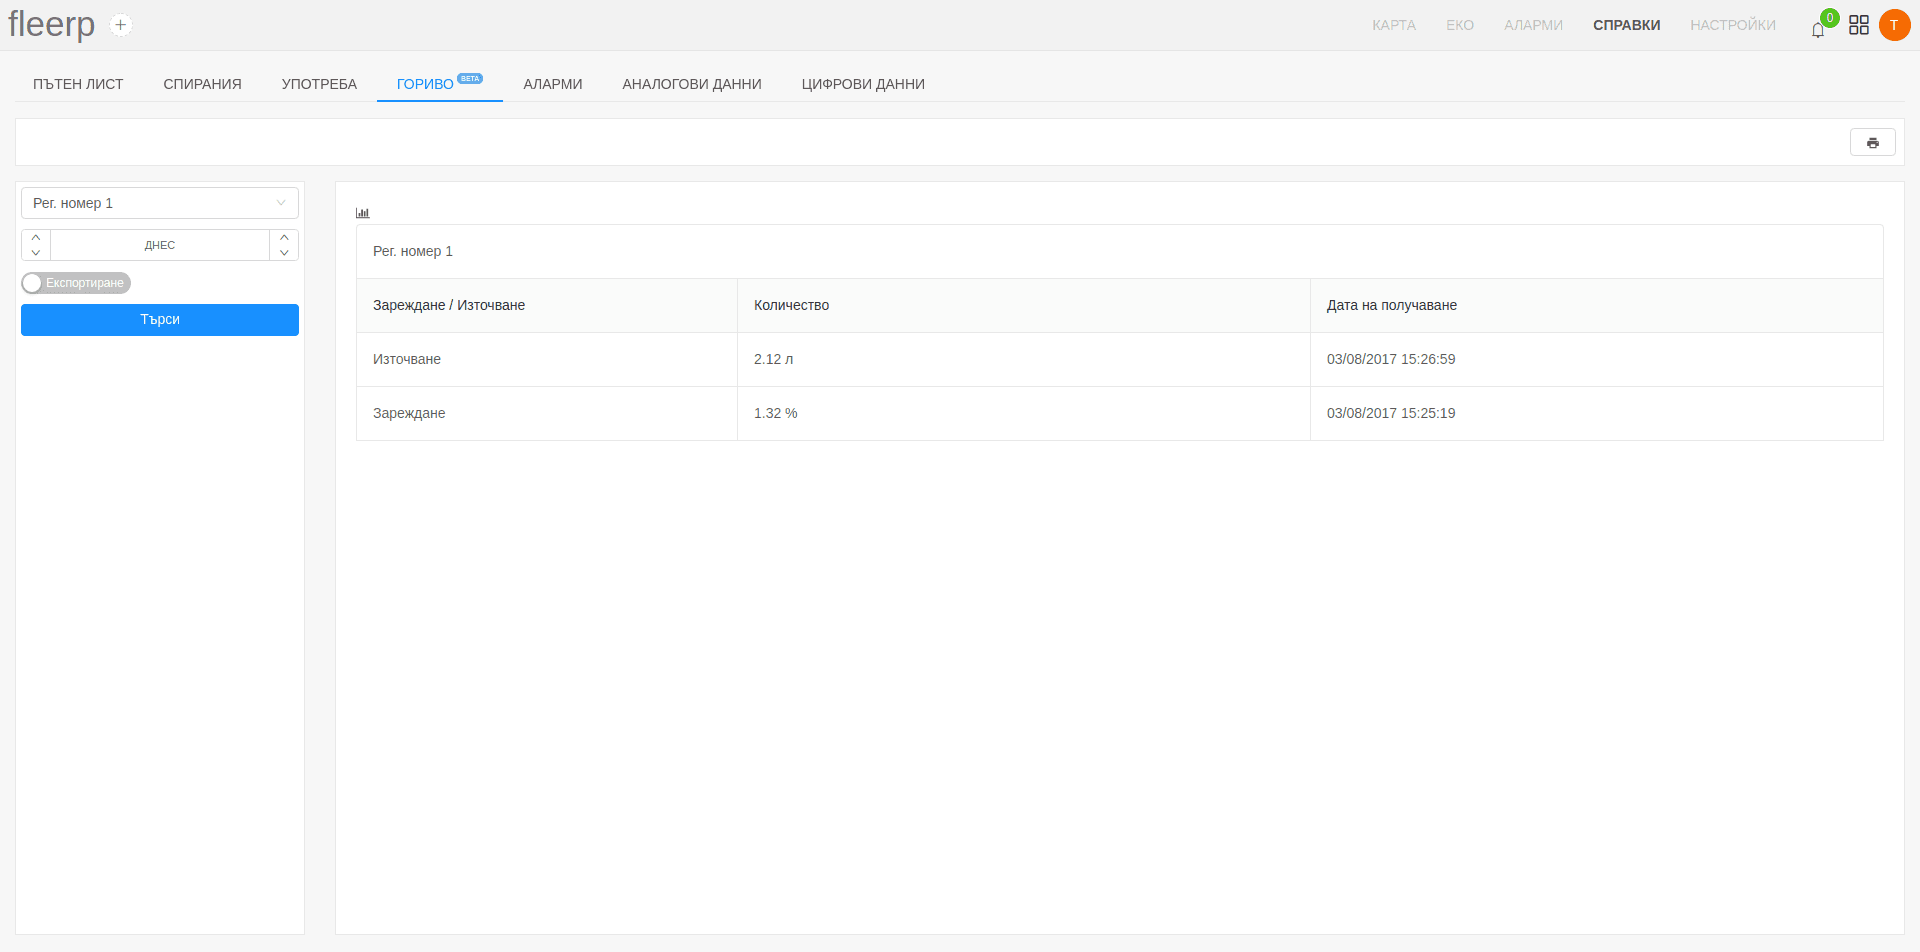 fleerp
КАРТА ЕКО АЛАРМИ СПРАВКИ НАСТРОЙКИ 0 T
ПЪТЕН ЛИСТ СПИРАНИЯ УПОТРЕБА ГОРИВО BETA АЛАРМИ АНАЛОГОВИ ДАННИ ЦИФРОВИ ДАННИ
Рег. номер 1
ДНЕС
Експортиране
Търси
Рег. номер 1
Зареждане / Източване Количество Дата на получаване
Източване 2.12 л 03/08/2017 15:26:59
Зареждане 1.32 % 03/08/2017 15:25:19